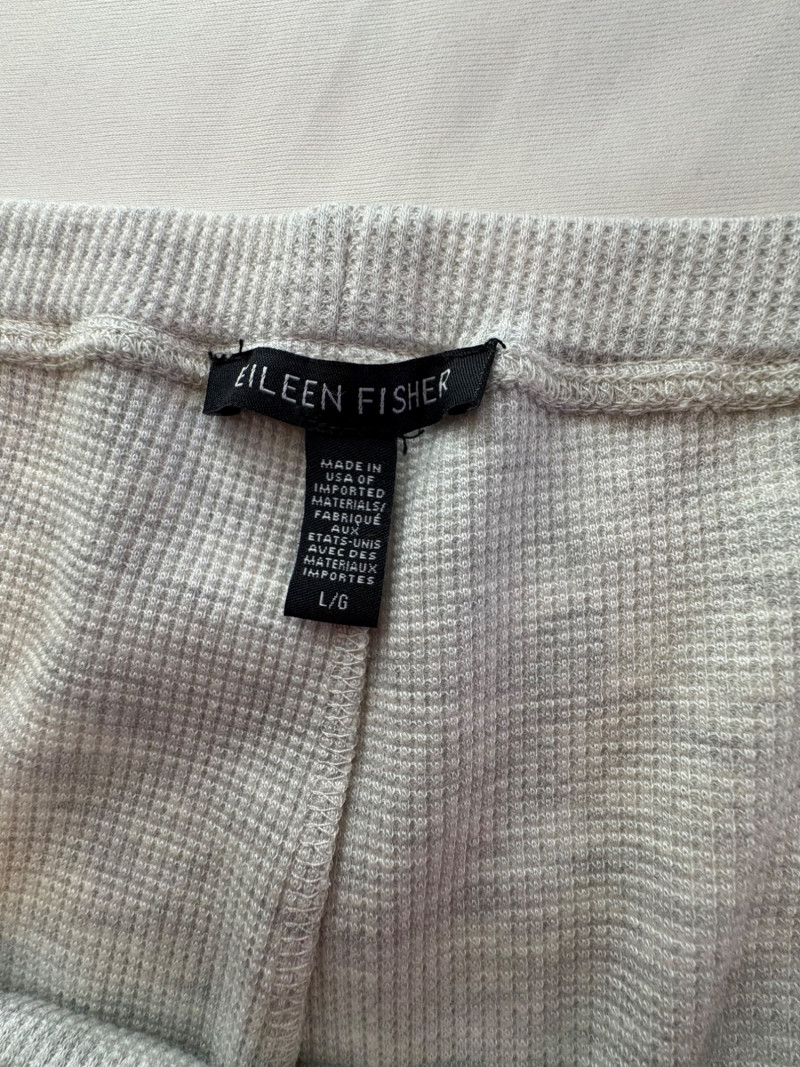 EILEEN FISHER
MADE IN
USA OF
IMPORTED
MATERIALS/
FABRIQUÉ
AUX
ETATS-UNIS
AVEC DES
MATERIAUX
IMPORTES
L/G